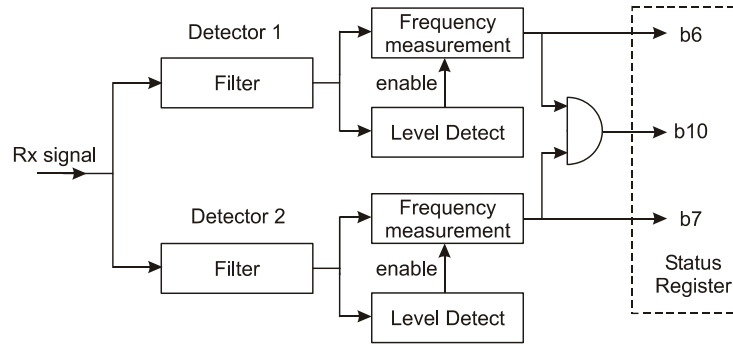 Detector 1
Filter
Frequency
measurement
enable
Level Detect
b6
b10
Rx signal
Detector 2
Filter
Frequency
measurement
enable
Level Detect
b7
Status
Register